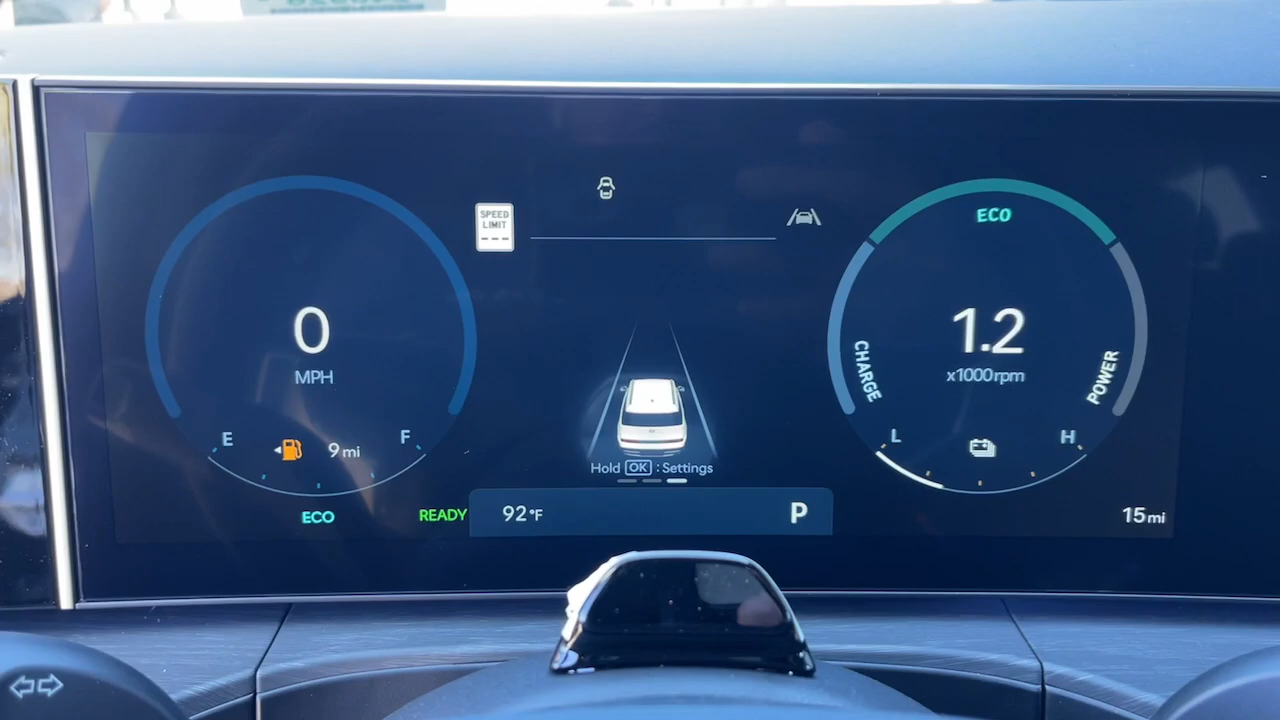 SPEED
LIMIT
---
ECO
0
MPH
1.2
x1000rpm
CHARGE
POWER
E
9 mi
F
L
H
Hold OK : Settings
ECO
READY
92°F
P
15 mi